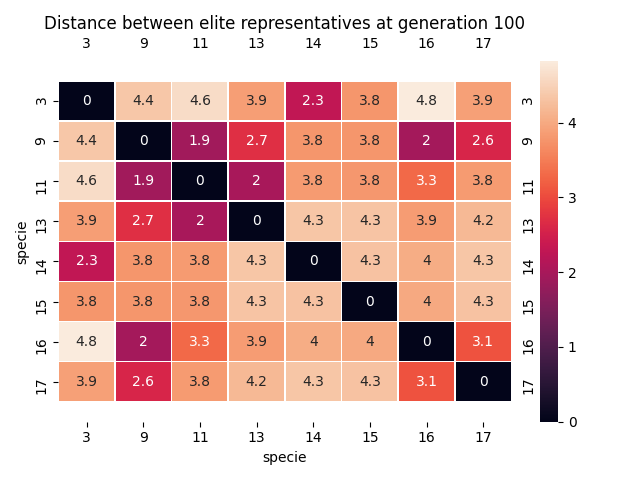 Distance between elite representatives at generation 100
3 9 11 13 14 15 16 17
3 0 4.4 4.6 3.9 2.3 3.8 4.8 3.9 3
9 4.4 0 1.9 2.7 3.8 3.8 2 2.6 9
11 4.6 1.9 0 2 3.8 3.8 3.3 3.8 11
13 3.9 2.7 2 0 4.3 4.3 3.9 4.2 13
14 2.3 3.8 3.8 4.3 0 4.3 4 4.3 14
15 3.8 3.8 3.8 4.3 4.3 0 4 4.3 15
16 4.8 2 3.3 3.9 4 4 0 3.1 16
17 3.9 2.6 3.8 4.2 4.3 4.3 3.1 0 17
3 9 11 13 14 15 16 17
specie
specie
4
3
2
1
0